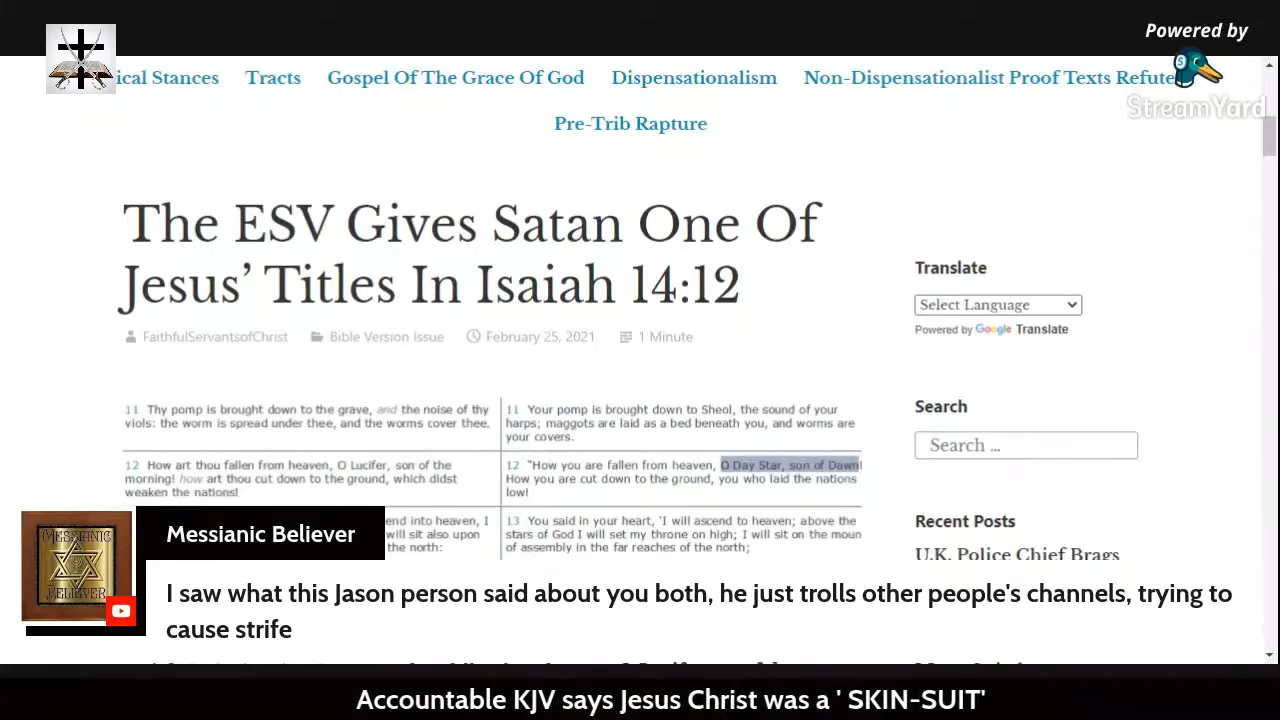 Powered by
StreamYard
ical Stances Tracts Gospel Of The Grace Of God Dispensationalism Non-Dispensationalist Proof Texts Refute
Pre-Trib Rapture
The ESV Gives Satan One Of
Jesus’ Titles In Isaiah 14:12
FaithfulServantsofChrist Bible Version Issue February 25, 2021 1 Minute
11 Thy pomp is brought down to the grave, and the noise of thy
viols: the worm is spread under thee, and the worms cover thee.
11 Your pomp is brought down to Sheol, the sound of your
harps; maggots are laid as a bed beneath you, and worms are
your covers.
12 How art thou fallen from heaven, O Lucifer, son of the
morning! how art thou cut down to the ground, which didst
weaken the nations!
12 "How you are fallen from heaven, O Day Star, son of Dawn!
How you are cut down to the ground, you who laid the nations
low!
end into heaven, I
will sit also upon
the north:
13 You said in your heart, 'I will ascend to heaven; above the
stars of God I will set my throne on high; I will sit on the moun
of assembly in the far reaches of the north;
Translate
Select Language
Powered by Google Translate
Search
Search ...
Recent Posts
U.K. Police Chief Brags
MESSIANIC
BELIEVER
Messianic Believer
I saw what this Jason person said about you both, he just trolls other people's channels, trying to
cause strife
Accountable KJV says Jesus Christ was a ' SKIN-SUIT'